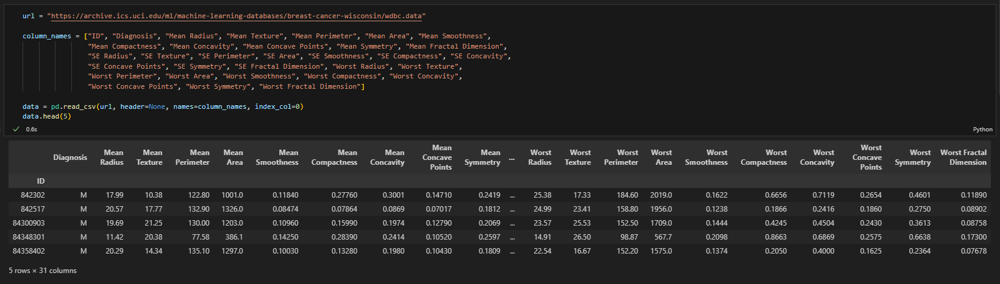 url = "https://archive.ics.uci.edu/ml/machine-learning-databases/breast-cancer-wisconsin/wdbc.data"
column_names = ["ID", "Diagnosis", "Mean Radius", "Mean Texture", "Mean Perimeter", "Mean Area", "Mean Smoothness",
"Mean Compactness", "Mean Concavity", "Mean Concave Points", "Mean Symmetry", "Mean Fractal Dimension",
"SE Radius", "SE Texture", "SE Perimeter", "SE Area", "SE Smoothness", "SE Compactness", "SE Concavity",
"SE Concave Points", "SE Symmetry", "SE Fractal Dimension", "Worst Radius", "Worst Texture",
"Worst Perimeter", "Worst Area", "Worst Smoothness", "Worst Compactness", "Worst Concavity",
"Worst Concave Points", "Worst Symmetry", "Worst Fractal Dimension"]
data = pd.read_csv(url, header=None, names=column_names, index_col=0)
data.head(5)
0.6s Python
Diagnosis Mean Radius Mean Texture Mean Perimeter Mean Area Mean Smoothness Mean Compactness Mean Concavity Mean Concave Points Mean Symmetry ... Worst Radius Worst Texture Worst Perimeter Worst Area Worst Smoothness Worst Compactness Worst Concavity Worst Concave Points Worst Symmetry Worst Fractal Dimension
ID
842302 M 17.99 10.38 122.80 1001.0 0.11840 0.27760 0.3001 0.14710 0.2419 ... 25.38 17.33 184.60 2019.0 0.1622 0.6656 0.7119 0.2654 0.4601 0.11890
842517 M 20.57 17.77 132.90 1326.0 0.08474 0.07864 0.0869 0.07017 0.1812 ... 24.99 23.41 158.80 1956.0 0.1238 0.1866 0.2416 0.1860 0.2750 0.08902
84300903 M 19.69 21.25 130.00 1203.0 0.10960 0.15990 0.1974 0.12790 0.2069 ... 23.57 25.53 152.50 1709.0 0.1444 0.4245 0.4504 0.2430 0.3613 0.08758
84348301 M 11.42 20.38 77.58 386.1 0.14250 0.28390 0.2414 0.10520 0.2597 ... 14.91 26.50 98.87 567.7 0.2098 0.8663 0.6869 0.2575 0.6638 0.17300
84358402 M 20.29 14.34 135.10 1297.0 0.10030 0.13280 0.1980 0.10430 0.1809 ... 22.54 16.67 152.20 1575.0 0.1374 0.2050 0.4000 0.1625 0.2364 0.07678
5 rows × 31 columns